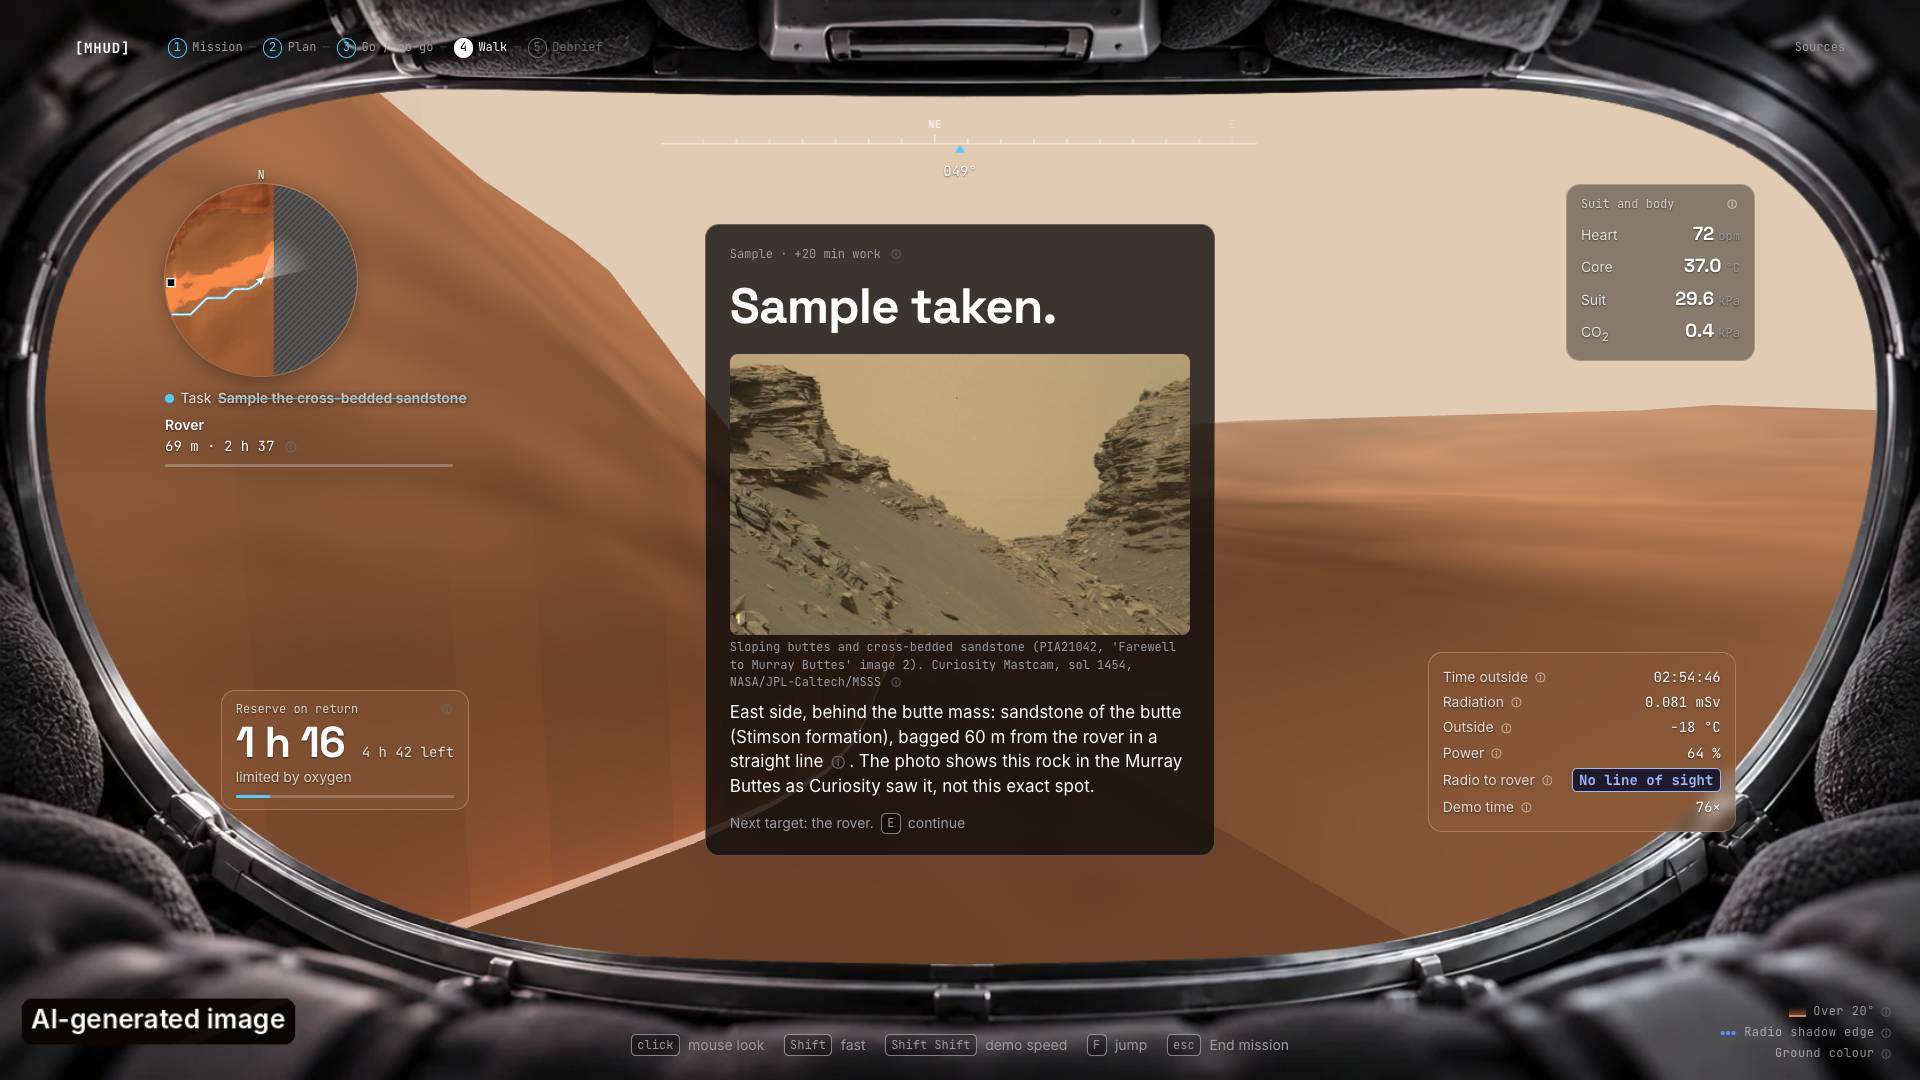 [MHUD] 1 Mission 2 Plan 3 Go / no-go 4 Walk 5 Debrief Sources
NE E
049°
N
Task Sample the cross-bedded sandstone
Rover
69 m · 2 h 37
Sample · +20 min work
Sample taken.
Sloping buttes and cross-bedded sandstone (PIA21042, 'Farewell
to Murray Buttes' image 2). Curiosity Mastcam, sol 1454,
NASA/JPL-Caltech/MSSS
East side, behind the butte mass: sandstone of the butte
(Stimson formation), bagged 60 m from the rover in a
straight line . The photo shows this rock in the Murray
Buttes as Curiosity saw it, not this exact spot.
Next target: the rover. E continue
Suit and body
Heart 72 bpm
Core 37.0 °C
Suit 29.6 kPa
CO2 0.4 kPa
Reserve on return
1 h 16 4 h 42 left
limited by oxygen
Time outside 02:54:46
Radiation 0.081 mSv
Outside -18 °C
Power 64 %
Radio to rover No line of sight
Demo time 76×
AI-generated image
click mouse look Shift fast Shift Shift demo speed F jump esc End mission
Over 20°
Radio shadow edge
Ground colour